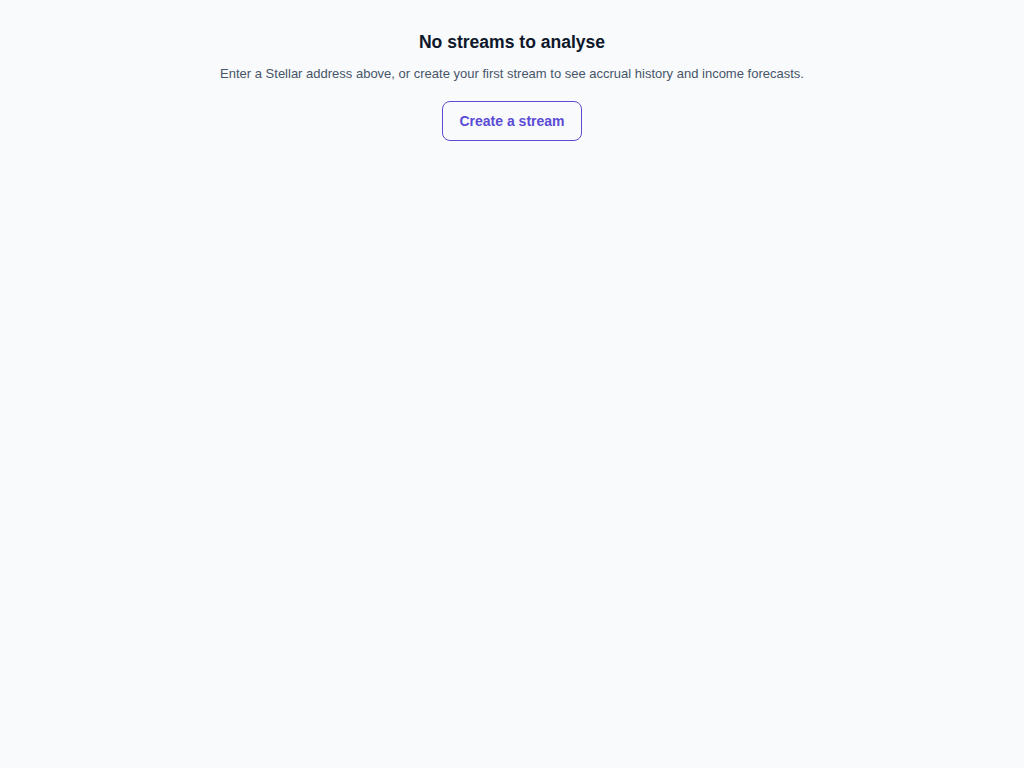 No streams to analyse
Enter a Stellar address above, or create your first stream to see accrual history and income forecasts.
Create a stream